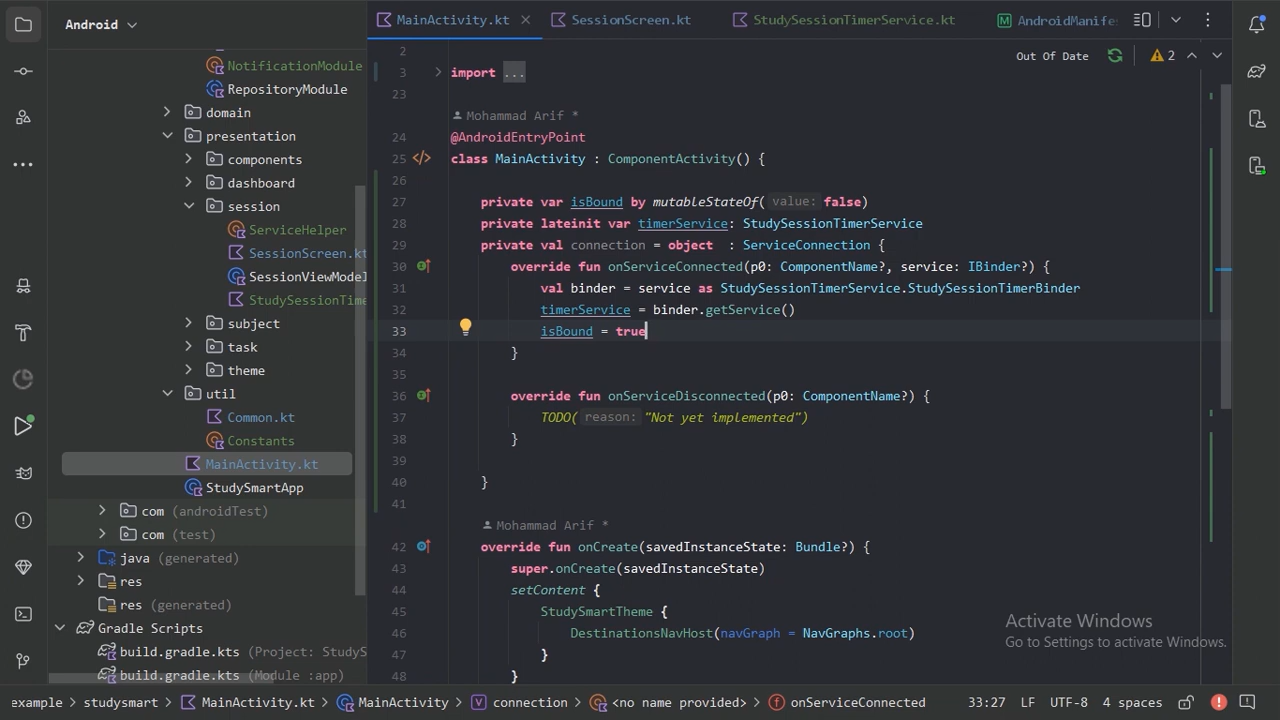 Android
MainActivity.kt
SessionScreen.kt
StudySessionTimerService.kt
AndroidManifes
NotificationModule
RepositoryModule
domain
presentation
components
dashboard
session
ServiceHelper
SessionScreen.kt
SessionViewModel
StudySessionTime
subject
task
theme
util
Common.kt
Constants
MainActivity.kt
StudySmartApp
com (androidTest)
com (test)
java (generated)
res
res (generated)
Gradle Scripts
build.gradle.kts (Project: StudyS
build.gradle.kts (Module :app)
Out Of Date
2
2
3 import ...
23
Mohammad Arif *
24 @AndroidEntryPoint
25 class MainActivity : ComponentActivity() {
26
27 private var isBound by mutableStateOf( value: false)
28 private lateinit var timerService: StudySessionTimerService
29 private val connection = object  : ServiceConnection {
30 override fun onServiceConnected(p0: ComponentName?, service: IBinder?) {
31 val binder = service as StudySessionTimerService.StudySessionTimerBinder
32 timerService = binder.getService()
33 isBound = true
34 }
35
36 override fun onServiceDisconnected(p0: ComponentName?) {
37 TODO( reason: "Not yet implemented")
38 }
39
40 }
41
Mohammad Arif *
42 override fun onCreate(savedInstanceState: Bundle?) {
43 super.onCreate(savedInstanceState)
44 setContent {
45 StudySmartTheme {
46 DestinationsNavHost(navGraph = NavGraphs.root)
47 }
48 }
Activate Windows
Go to Settings to activate Windows.
example > studysmart > MainActivity.kt > MainActivity > connection > <no name provided> > onServiceConnected
33:27 LF UTF-8 4 spaces